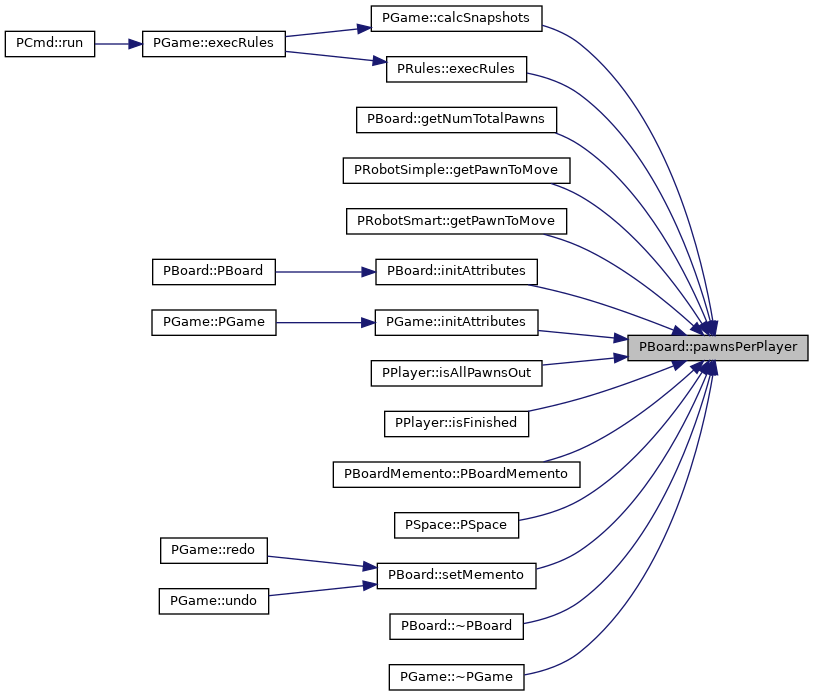 PGame::calcSnapshots
PCmd::run
PGame::execRules
PRules::execRules
PBoard::getNumTotalPawns
PRobotSimple::getPawnToMove
PRobotSmart::getPawnToMove
PBoard::PBoard
PBoard::initAttributes
PGame::PGame
PGame::initAttributes
PBoard::pawnsPerPlayer
PPlayer::isAllPawnsOut
PPlayer::isFinished
PBoardMemento::PBoardMemento
PSpace::PSpace
PGame::redo
PBoard::setMemento
PGame::undo
PBoard::~PBoard
PGame::~PGame